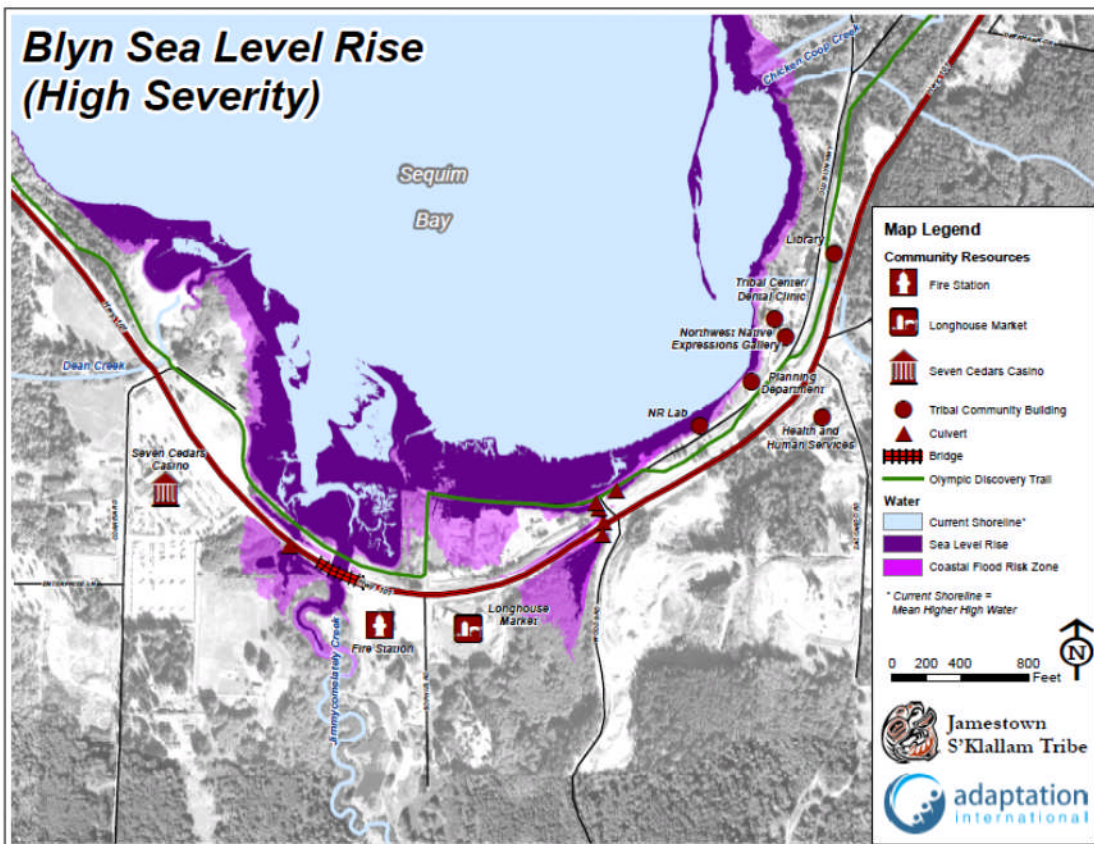 Blyn Sea Level Rise
(High Severity)
Sequim
Bay
Chicken Coop Creek
Library
Tribal Center/
Dental Clinic
Northwest Native
Expressions Gallery
Planning
Department
NR Lab
Health and
Human Services
Dean Creek
Seven Cedars
Casino
Longhouse
Market
Fire Station
Jimmycomelately Creek
Map Legend
Community Resources
Fire Station
Longhouse Market
Seven Cedars Casino
Tribal Community Building
Culvert
Bridge
Olympic Discovery Trail
Water
Current Shoreline*
Sea Level Rise
Coastal Flood Risk Zone
* Current Shoreline =
Mean Higher High Water
N
0 200 400 800
Feet
Jamestown
S'Klallam Tribe
adaptation
international